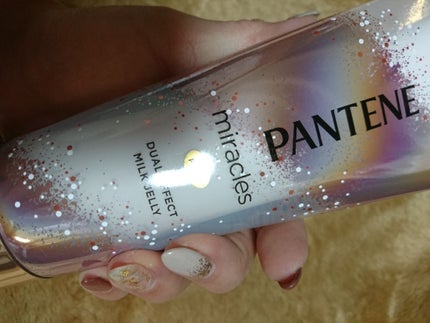 PANTENE
miracles
DUAL EFFECT
MILK JELLY